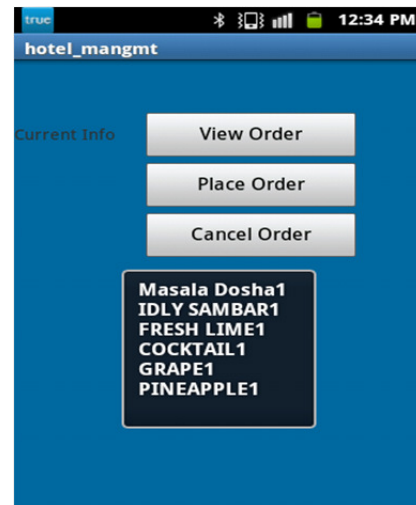 true 12:34 PM
hotel_mangmt
Current Info
View Order
Place Order
Cancel Order
Masala Dosha1
IDLY SAMBAR1
FRESH LIME1
COCKTAIL1
GRAPE1
PINEAPPLE1